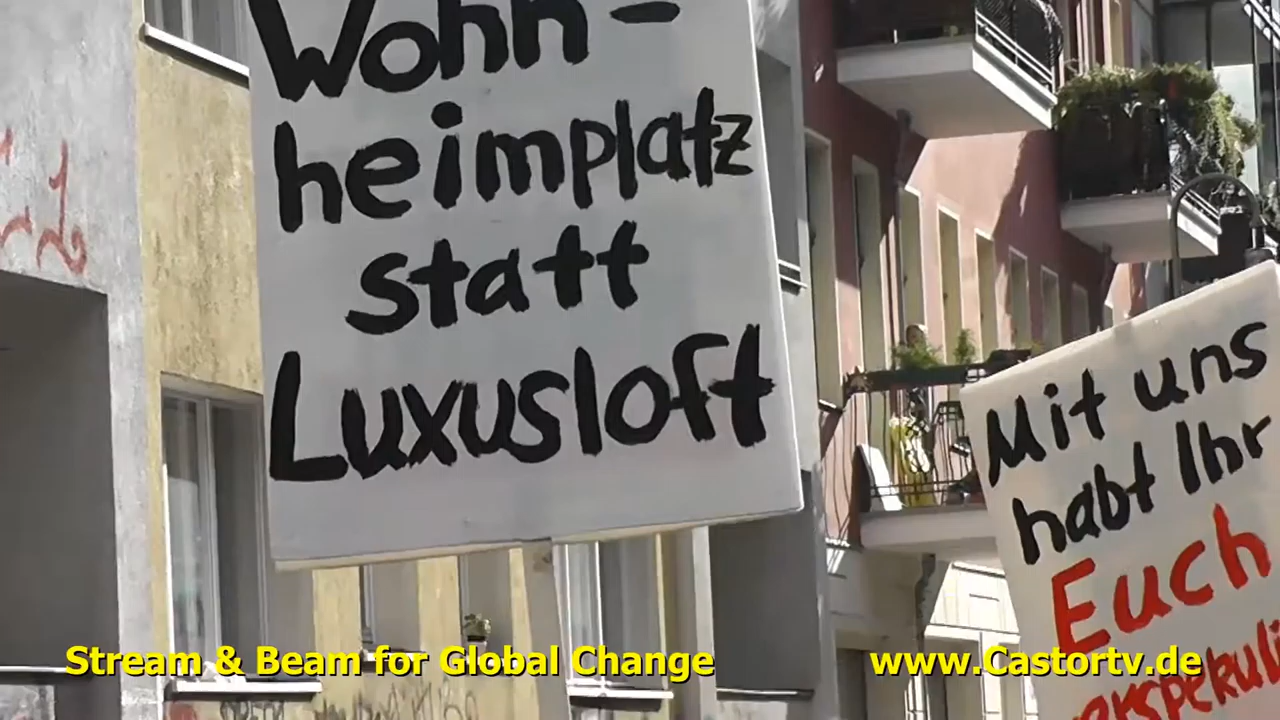 Wohn-
heimplatz
statt
Luxusloft
Mit uns
habt Ihr
Euch
Stream & Beam for Global Change
www.Castortv.de